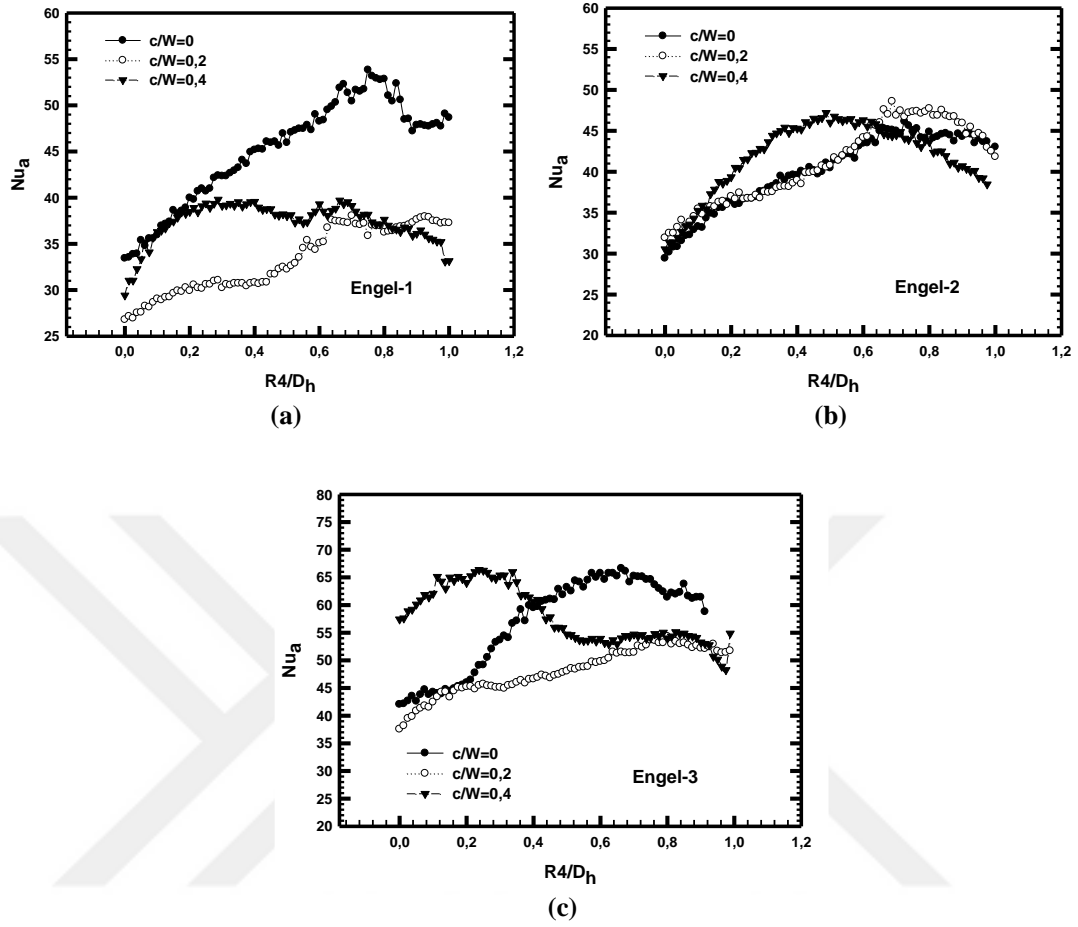 60
55
50
45
40
35
30
25
Nua
c/W=0
c/W=0,2
c/W=0,4
Engel-1
0,0 0,2 0,4 0,6 0,8 1,0 1,2
R4/Dh
(a)
60
55
50
45
40
35
30
25
20
Nua
c/W=0
c/W=0,2
c/W=0,4
Engel-2
0,0 0,2 0,4 0,6 0,8 1,0 1,2
R4/Dh
(b)
80
75
70
65
60
55
50
45
40
35
30
25
20
Nua
c/W=0
c/W=0,2
c/W=0,4
Engel-3
0,0 0,2 0,4 0,6 0,8 1,0 1,2
R4/Dh
(c)